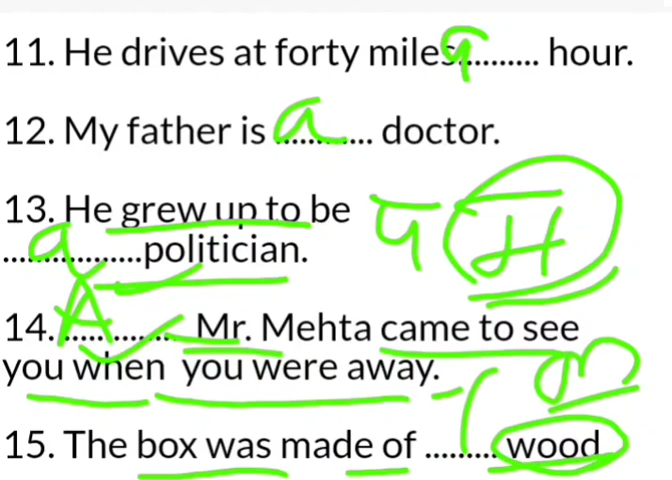 11. He drives at forty miles a ......... hour.
12. My father is a ........... doctor.
13. He grew up to be
a ................politician.
14. A .............. Mr. Mehta came to see
you when you were away.
15. The box was made of ......... wood